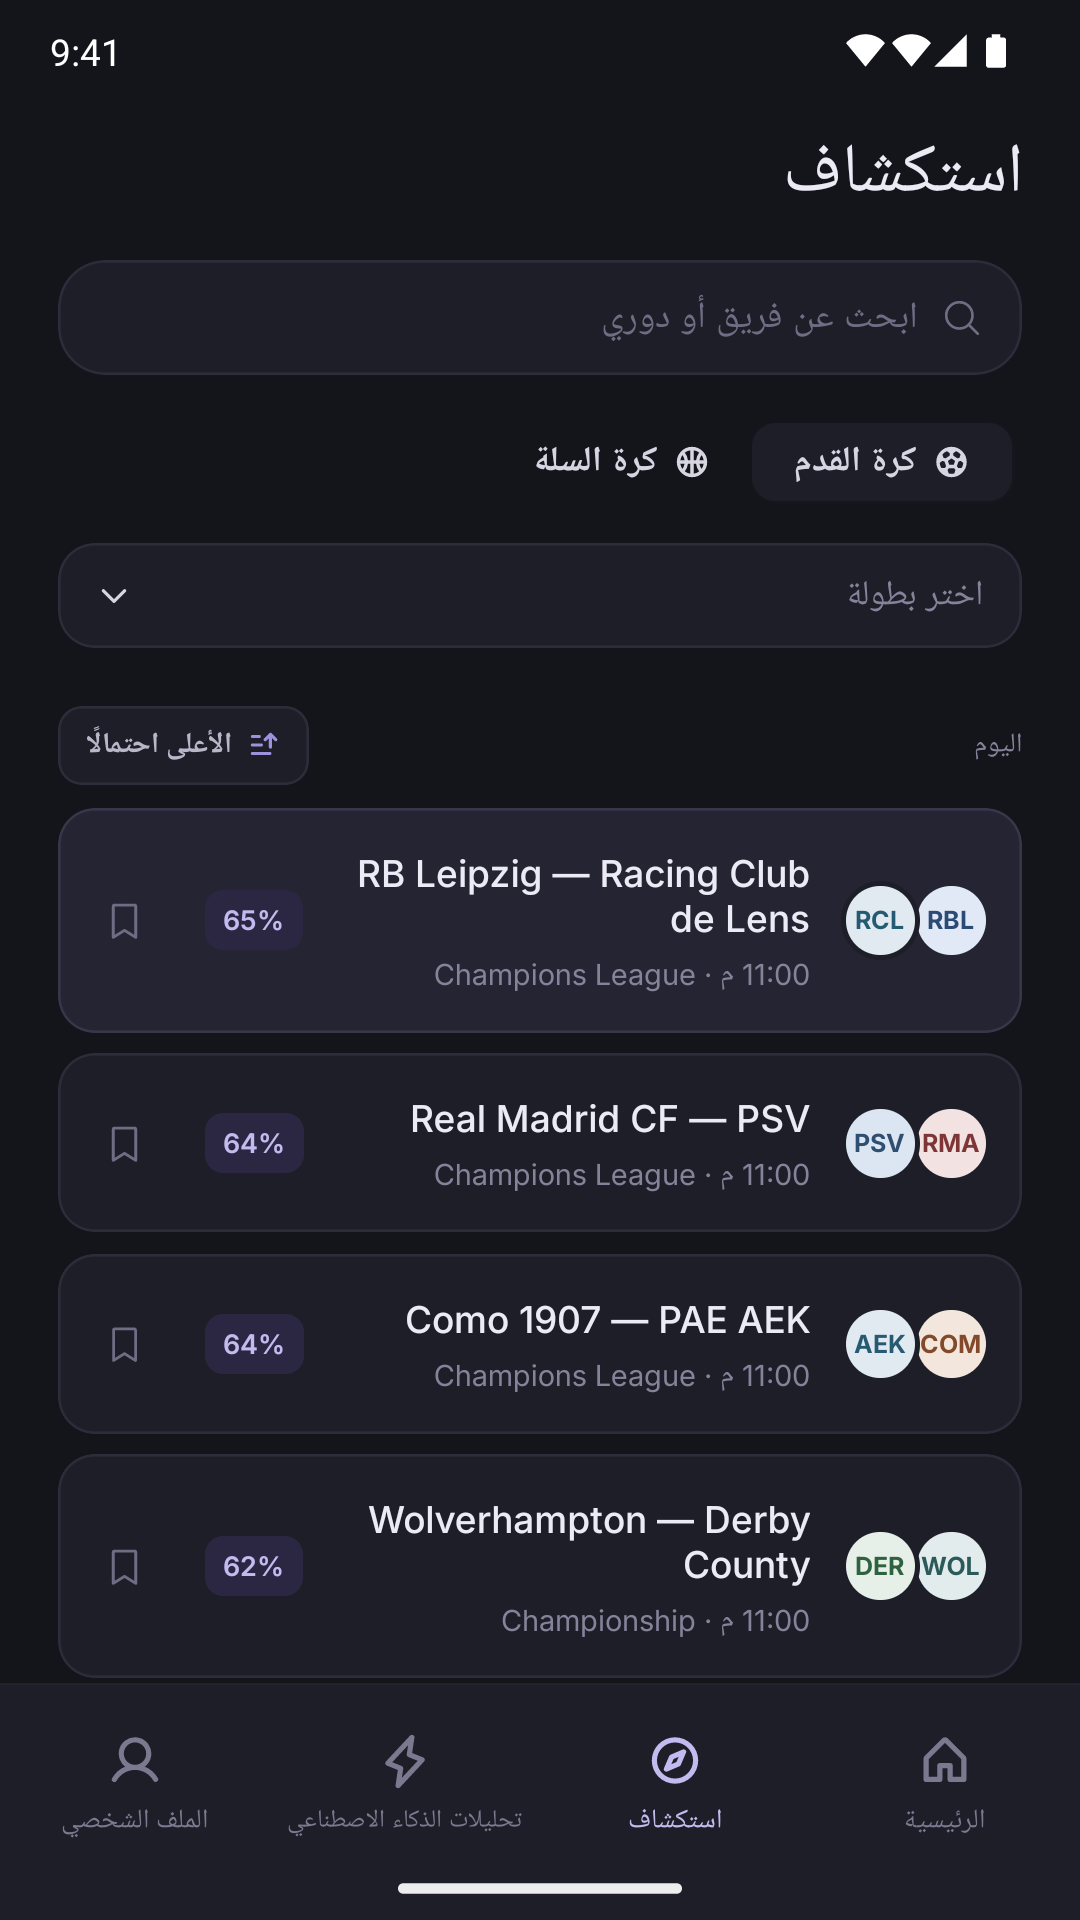 9:41
استكشاف
ابحث عن فريق أو دوري
كرة القدم
كرة السلة
اختر بطولة
اليوم
الأعلى احتمالًا
RBL
RCL
RB Leipzig — Racing Club
de Lens
Champions League · 11:00 م
65%
RMA
PSV
Real Madrid CF — PSV
Champions League · 11:00 م
64%
COM
AEK
Como 1907 — PAE AEK
Champions League · 11:00 م
64%
WOL
DER
Wolverhampton — Derby
County
Championship · 11:00 م
62%
الرئيسية
استكشاف
تحليلات الذكاء الاصطناعي
الملف الشخصي